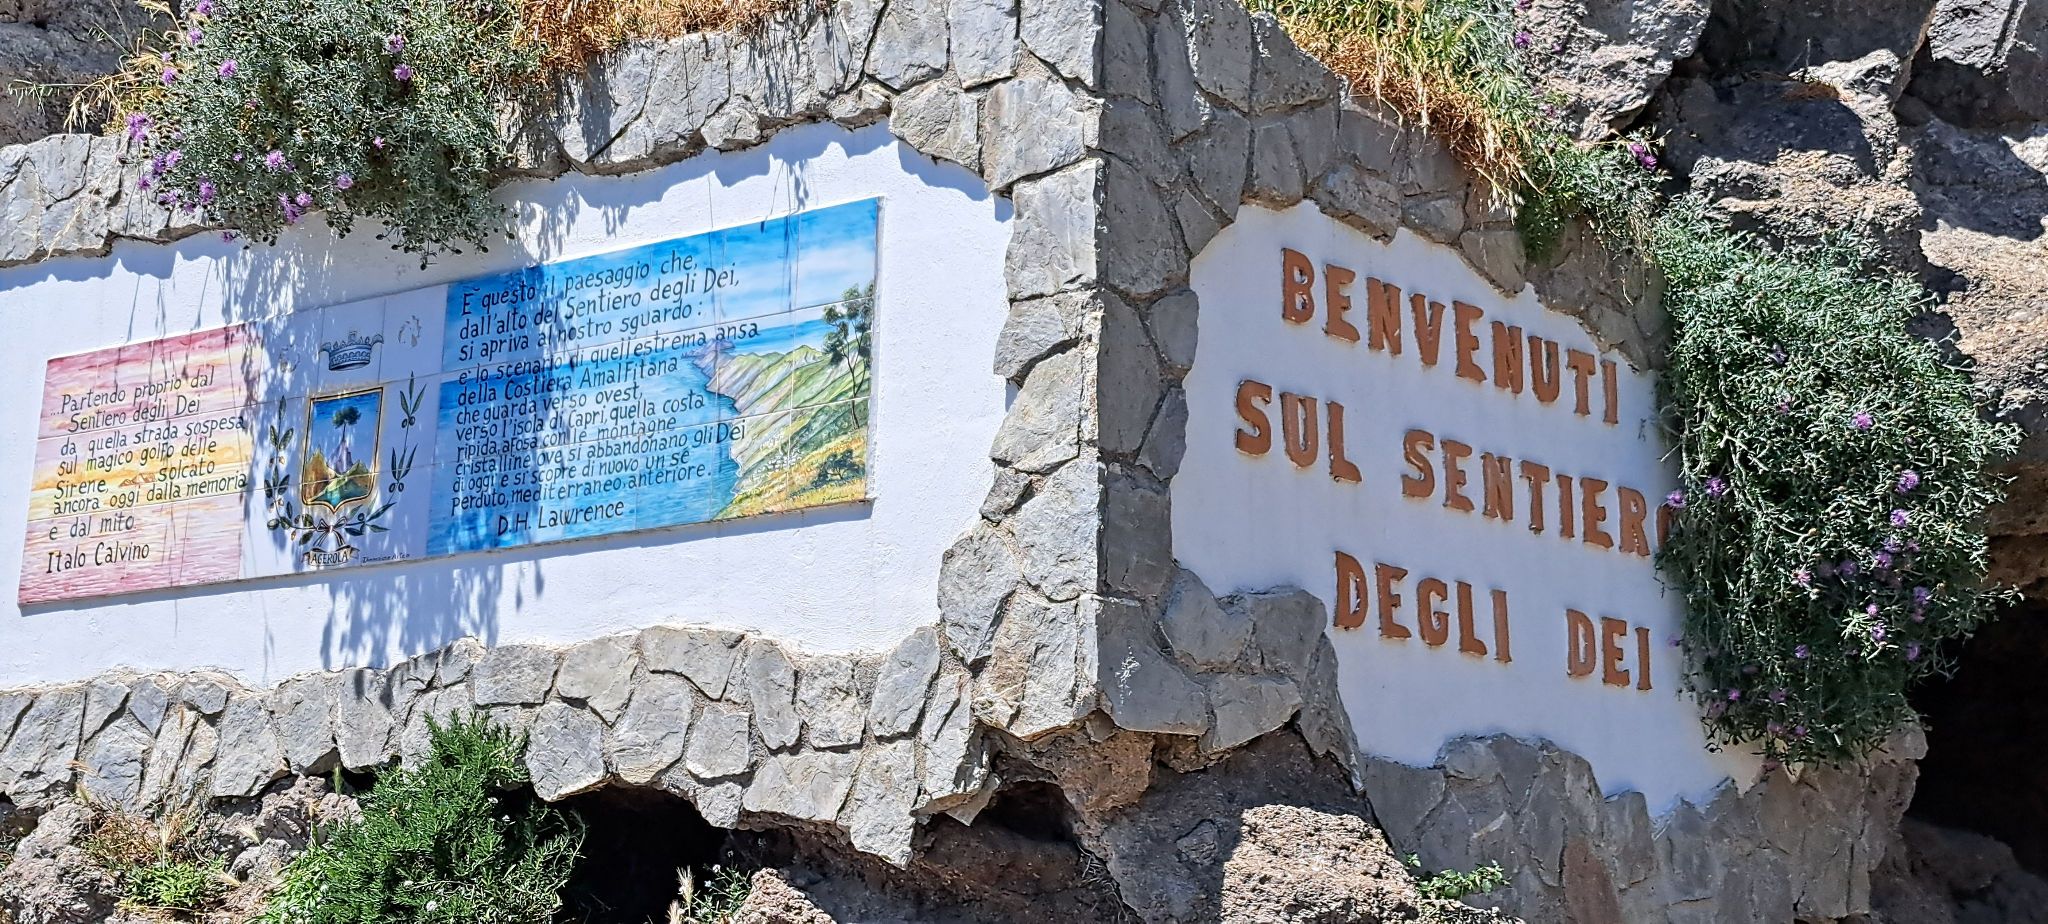 ...Partendo proprio dal
Sentiero degli Dei
da quella strada sospesa
sul magico golfo delle
Sirene, solcato
ancora oggi dalla memoria
e dal mito
Italo Calvino
AGEROLA
E' questo il paesaggio che,
dall'alto del Sentiero degli Dei,
si apriva al nostro sguardo:
e' lo scenario di quell'estrema ansa
della Costiera Amalfitana
che guarda verso ovest,
verso l'isola di Capri, quella costa
ripida, afosa, con le montagne
cristalline ove si abbandonano gli Dei
di oggi e si scopre di nuovo un sé
perduto, mediterraneo, anteriore.
D.H. Lawrence
BENVENUTI
SUL SENTIERO
DEGLI DEI